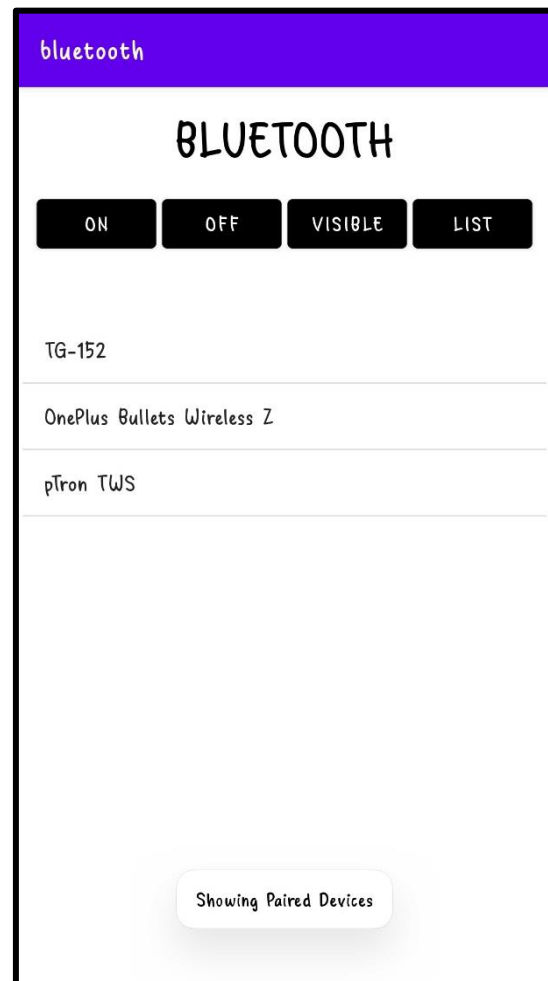 bluetooth
BLUETOOTH
ON OFF VISIBLE LIST
TG-152
OnePlus Bullets Wireless Z
pTron TWS
Showing Paired Devices